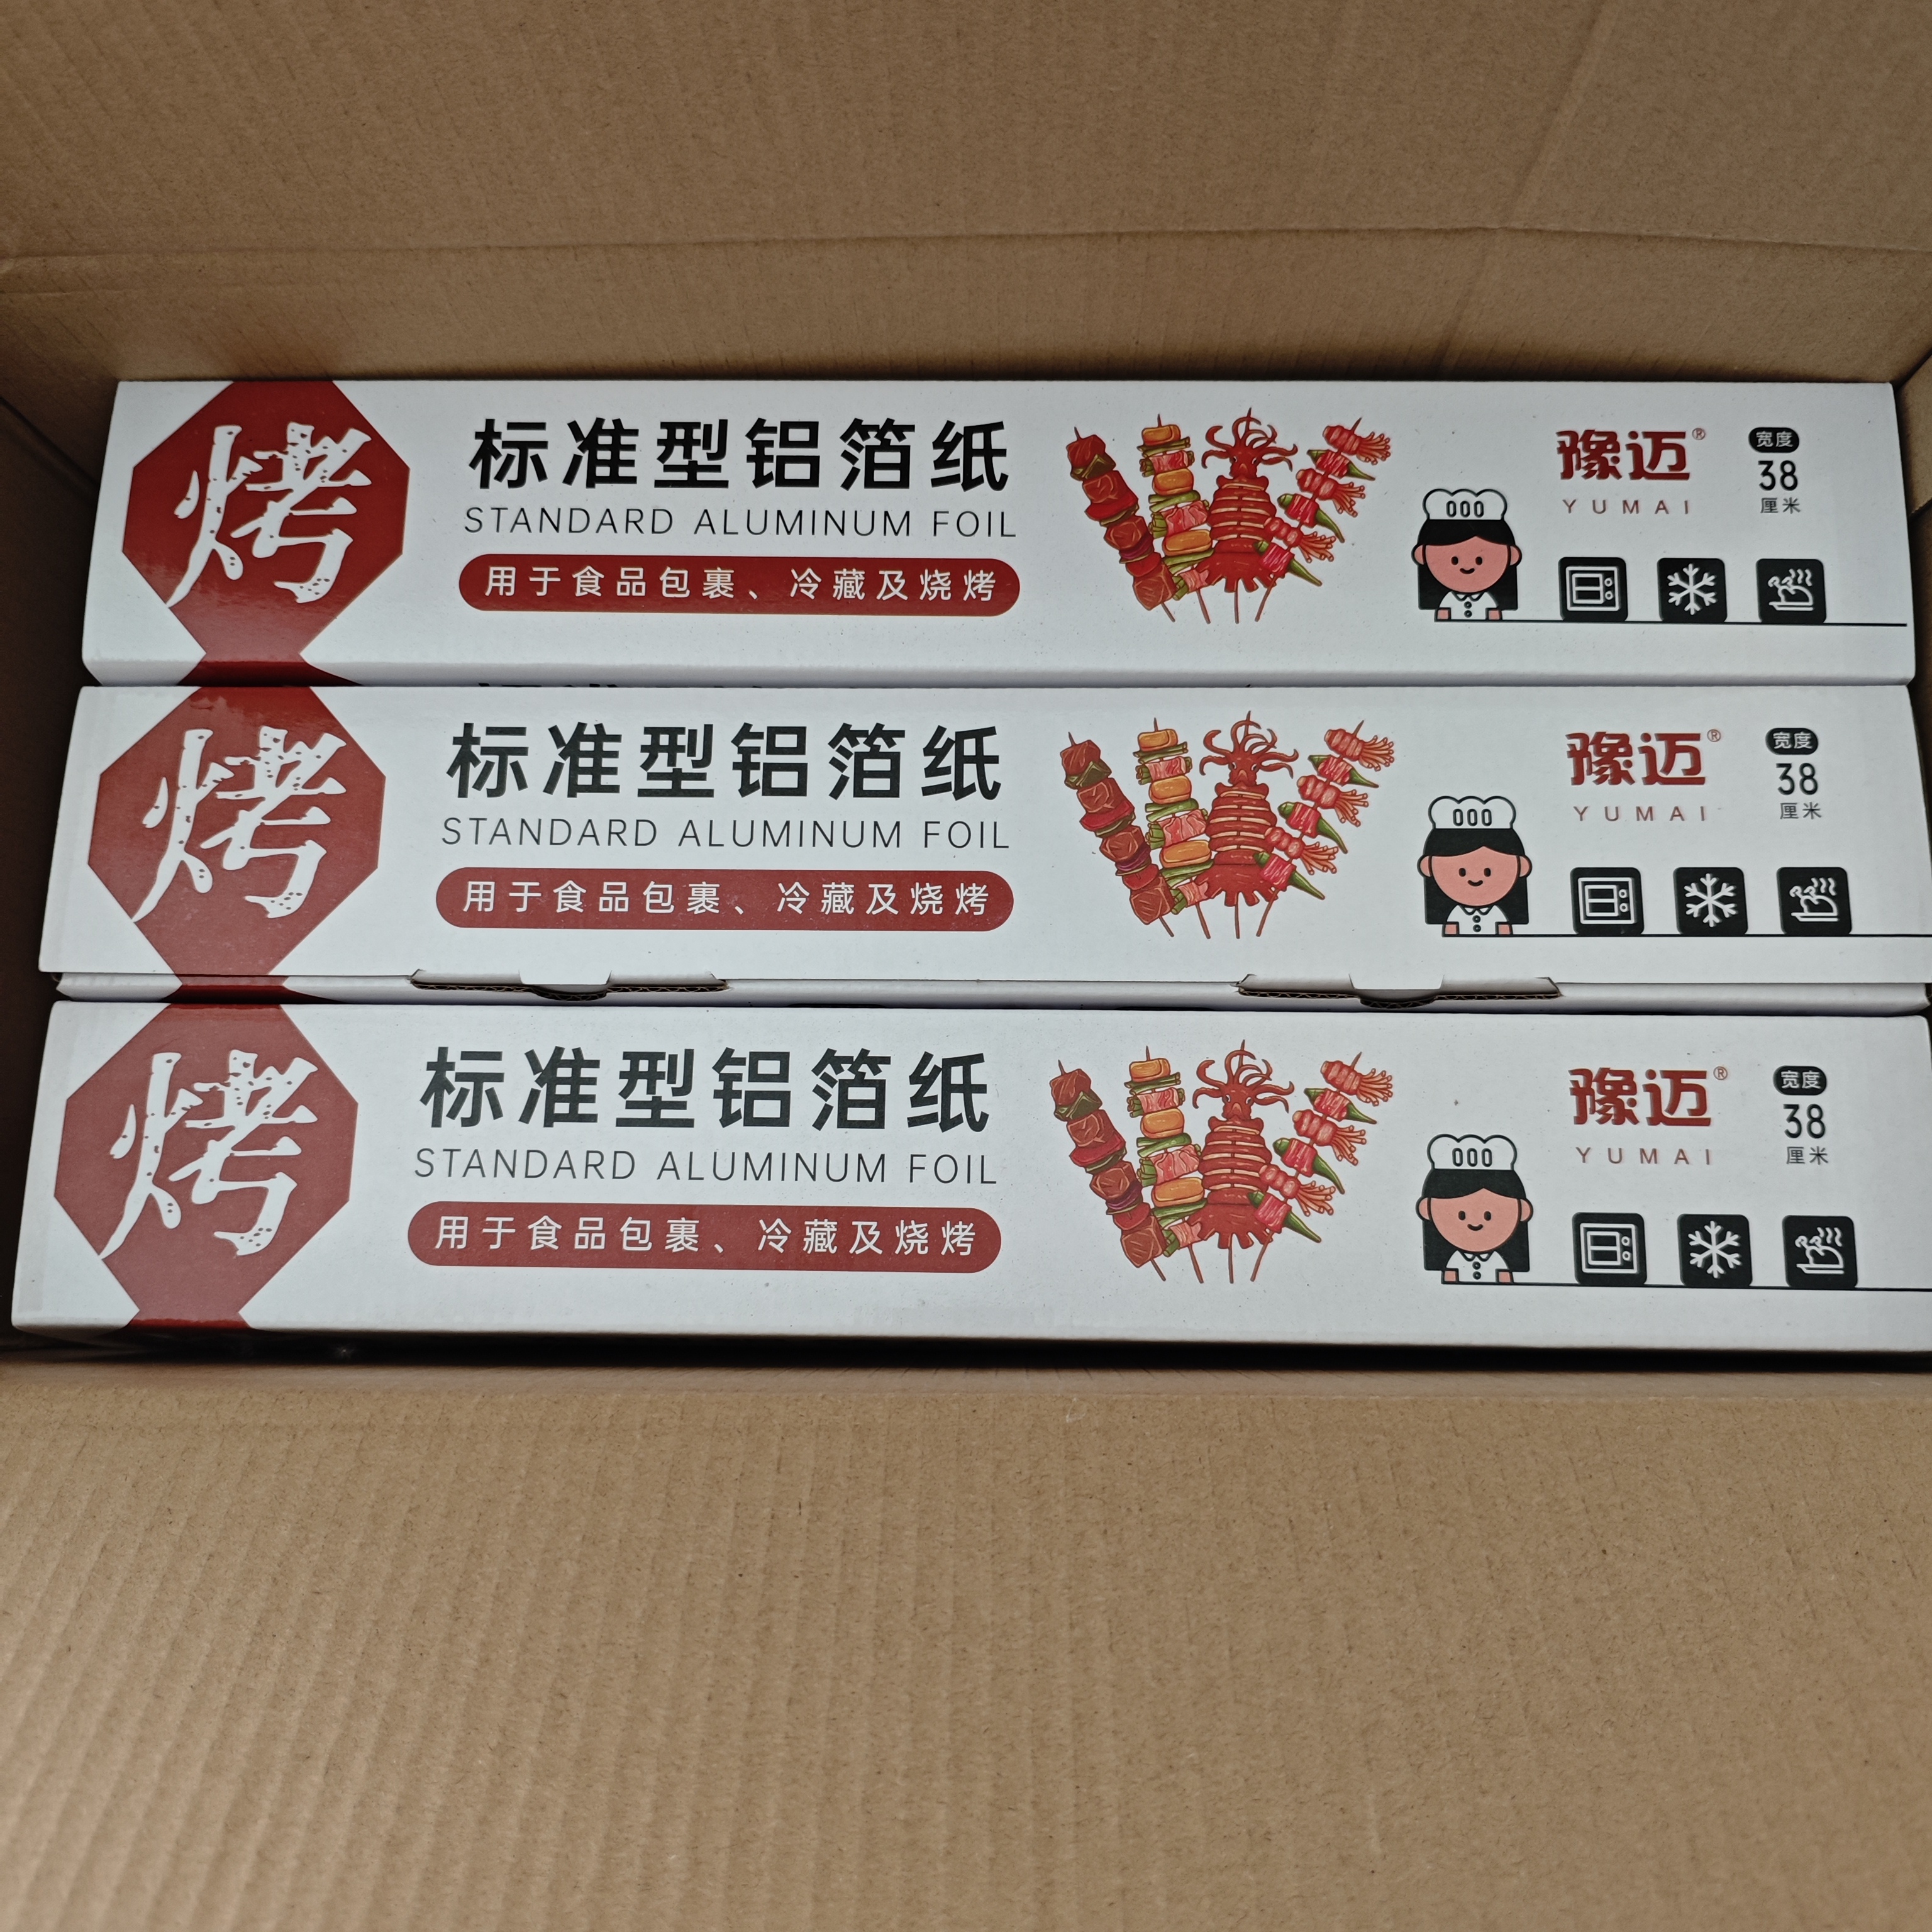 烤
标准型铝箔纸
STANDARD ALUMINUM FOIL
用于食品包裹、冷藏及烧烤
豫迈®
YUMAI
宽度
38
厘米
烤
标准型铝箔纸
STANDARD ALUMINUM FOIL
用于食品包裹、冷藏及烧烤
豫迈®
YUMAI
宽度
38
厘米
烤
标准型铝箔纸
STANDARD ALUMINUM FOIL
用于食品包裹、冷藏及烧烤
豫迈®
YUMAI
宽度
38
厘米